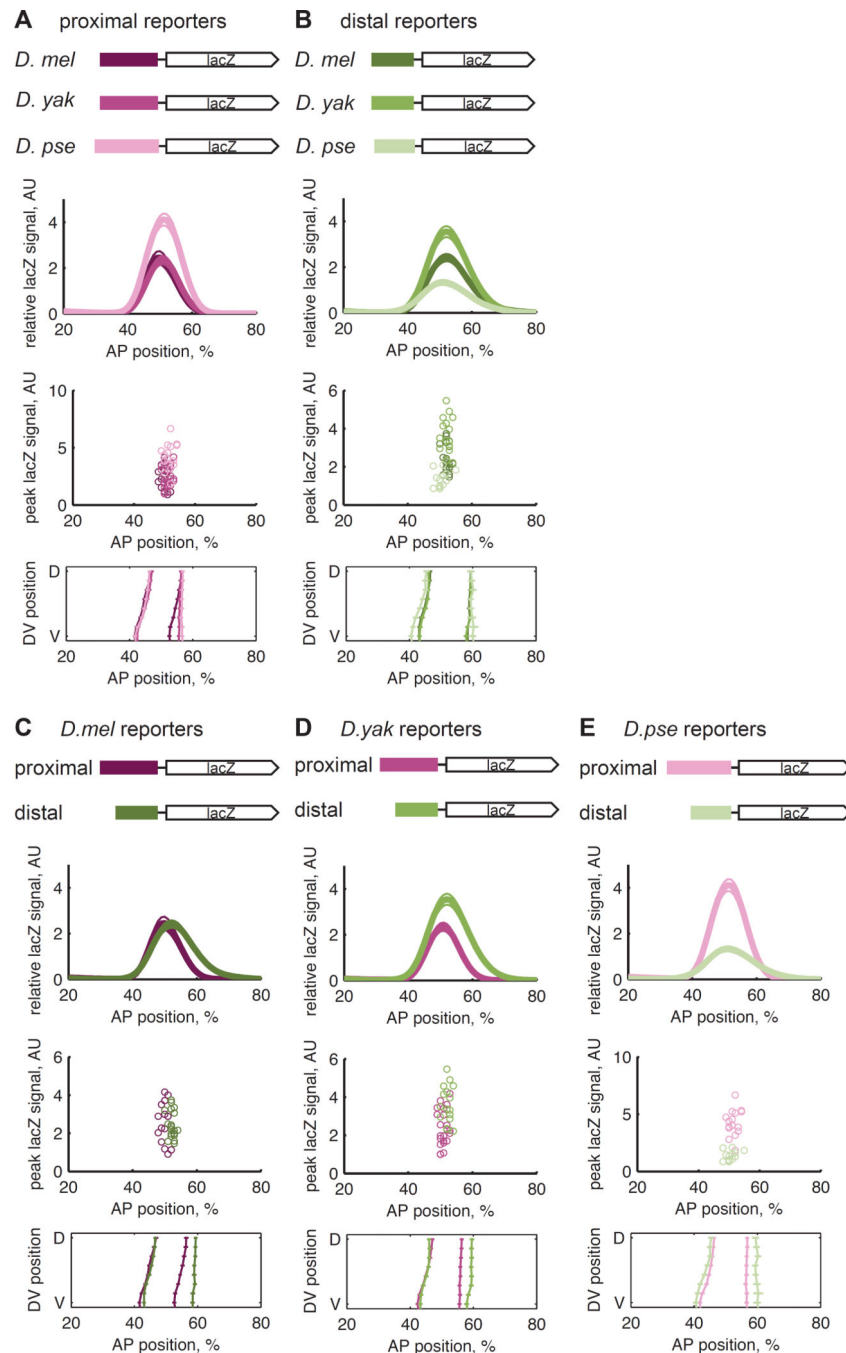 A proximal reporters
D. mel lacZ
D. yak lacZ
D. pse lacZ
relative lacZ signal, AU
4
2
0
20 40 60 80
AP position, %
peak lacZ signal, AU
10
5
0
20 40 60 80
AP position, %
DV position
D
V
20 40 60 80
AP position, %
B distal reporters
D. mel lacZ
D. yak lacZ
D. pse lacZ
relative lacZ signal, AU
4
2
0
20 40 60 80
AP position, %
peak lacZ signal, AU
6
4
2
0
20 40 60 80
AP position, %
DV position
D
V
20 40 60 80
AP position, %
C D.mel reporters
proximal lacZ
distal lacZ
relative lacZ signal, AU
4
2
0
20 40 60 80
AP position, %
peak lacZ signal, AU
6
4
2
0
20 40 60 80
AP position, %
DV position
D
V
20 40 60 80
AP position, %
D D.yak reporters
proximal lacZ
distal lacZ
relative lacZ signal, AU
4
2
0
20 40 60 80
AP position, %
peak lacZ signal, AU
6
5
4
3
2
1
0
20 40 60 80
AP position, %
DV position
D
V
20 40 60 80
AP position, %
E D.pse reporters
proximal lacZ
distal lacZ
relative lacZ signal, AU
4
2
0
20 40 60 80
AP position, %
peak lacZ signal, AU
10
5
0
20 40 60 80
AP position, %
DV position
D
V
20 40 60 80
AP position, %